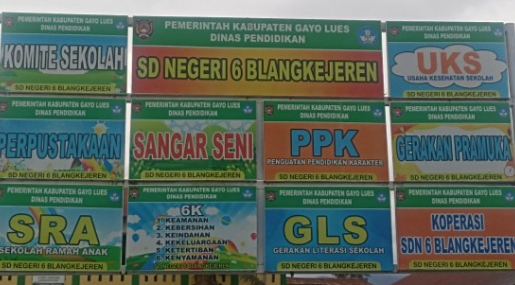 KOMITE SEKOLAH
SD NEGERI 6 BLANGKEJEREN
PEMERINTAH KABUPATEN GAYO LUES
DINAS PENDIDIKAN
SD NEGERI 6 BLANGKEJEREN
PEMERINTAH KABUPATEN GAYO LUES
DINAS PENDIDIKAN
UKS
USAHA KESEHATAN SEKOLAH
SD NEGERI 6 BLANGKEJEREN
PEMERINTAH KABUPATEN GAYO LUES
DINAS PENDIDIKAN
PERPUSTAKAAN
SD NEGERI 6 BLANGKEJEREN
PEMERINTAH KABUPATEN GAYO LUES
DINAS PENDIDIKAN
SANGAR SENI
SD NEGERI 6 BLANGKEJEREN
PEMERINTAH KABUPATEN GAYO LUES
DINAS PENDIDIKAN
PPK
PENGUATAN PENDIDIKAN KARAKTER
SD NEGERI 6 BLANGKEJEREN
PEMERINTAH KABUPATEN GAYO LUES
DINAS PENDIDIKAN
GERAKAN PRAMUKA
SD NEGERI 6 BLANGKEJEREN
PEMERINTAH KABUPATEN GAYO LUES
DINAS PENDIDIKAN
SRA
SEKOLAH RAMAH ANAK
SD NEGERI 6 BLANGKEJEREN
PEMERINTAH KABUPATEN GAYO LUES
DINAS PENDIDIKAN
6K
1. KEAMANAN
2. KEBERSIHAN
3. KEINDAHAN
4. KEKELUARGAAN
5. KETERTIBAN
6. KENYAMANAN
SD NEGERI 6 BLANGKEJEREN
PEMERINTAH KABUPATEN GAYO LUES
DINAS PENDIDIKAN
GLS
GERAKAN LITERASI SEKOLAH
SD NEGERI 6 BLANGKEJEREN
PEMERINTAH KABUPATEN GAYO LUES
DINAS PENDIDIKAN
KOPERASI
SDN 6 BLANGKEJEREN
SD NEGERI 6 BLANGKEJEREN